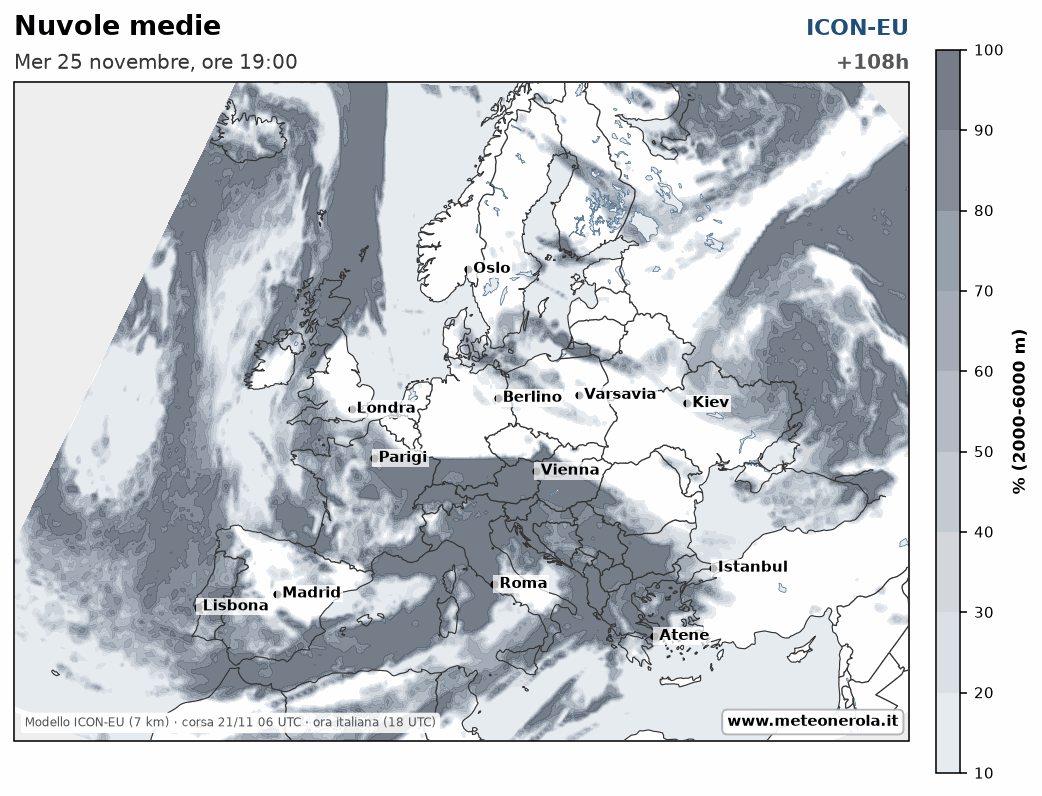 Nuvole medie
ICON-EU
Mer 25 novembre, ore 19:00
+108h
100
90
80
70
60
50
40
30
20
10
% (2000-6000 m)
Oslo
Berlino
Varsavia
Kiev
Londra
Parigi
Vienna
Istanbul
Roma
Madrid
Lisbona
Atene
Modello ICON-EU (7 km) · corsa 21/11 06 UTC · ora italiana (18 UTC)
www.meteonerola.it